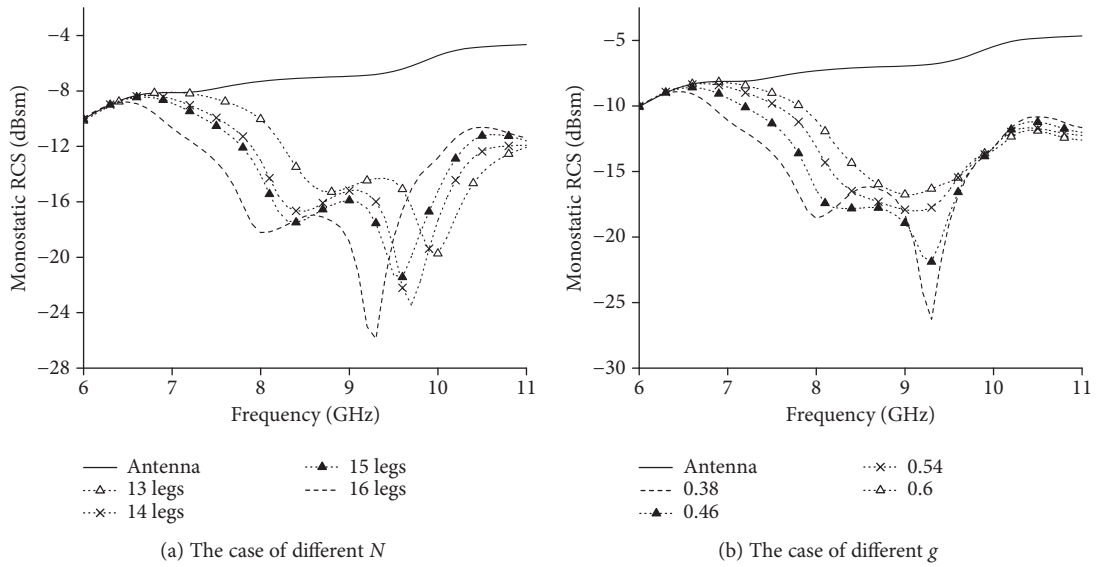 −4
−8
−12
−16
−20
−24
−28
Monostatic RCS (dBsm)
6 7 8 9 10 11
Frequency (GHz)
Antenna
13 legs
14 legs
15 legs
16 legs
(a) The case of different N
−5
−10
−15
−20
−25
−30
Monostatic RCS (dBsm)
6 7 8 9 10 11
Frequency (GHz)
Antenna
0.38
0.46
0.54
0.6
(b) The case of different g